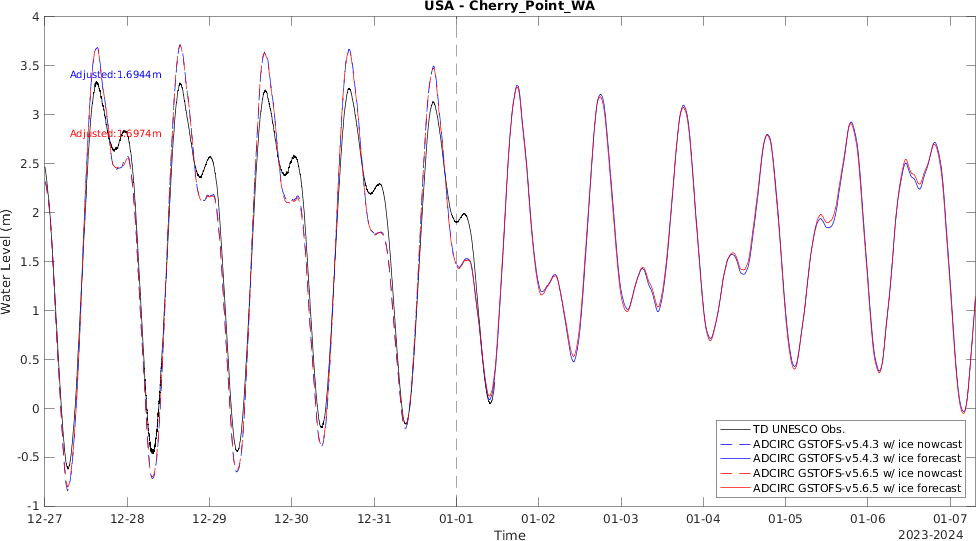 USA - Cherry_Point_WA
4
3.5
3
2.5
2
1.5
1
0.5
0
-0.5
-1
Water Level (m)
Adjusted:1.6944m
Adjusted:1.5974m
TD UNESCO Obs.
ADCIRC GSTOFS-v5.4.3 w/ ice nowcast
ADCIRC GSTOFS-v5.4.3 w/ ice forecast
ADCIRC GSTOFS-v5.6.5 w/ ice nowcast
ADCIRC GSTOFS-v5.6.5 w/ ice forecast
12-27 12-28 12-29 12-30 12-31 01-01 01-02 01-03 01-04 01-05 01-06 01-07
Time
2023-2024